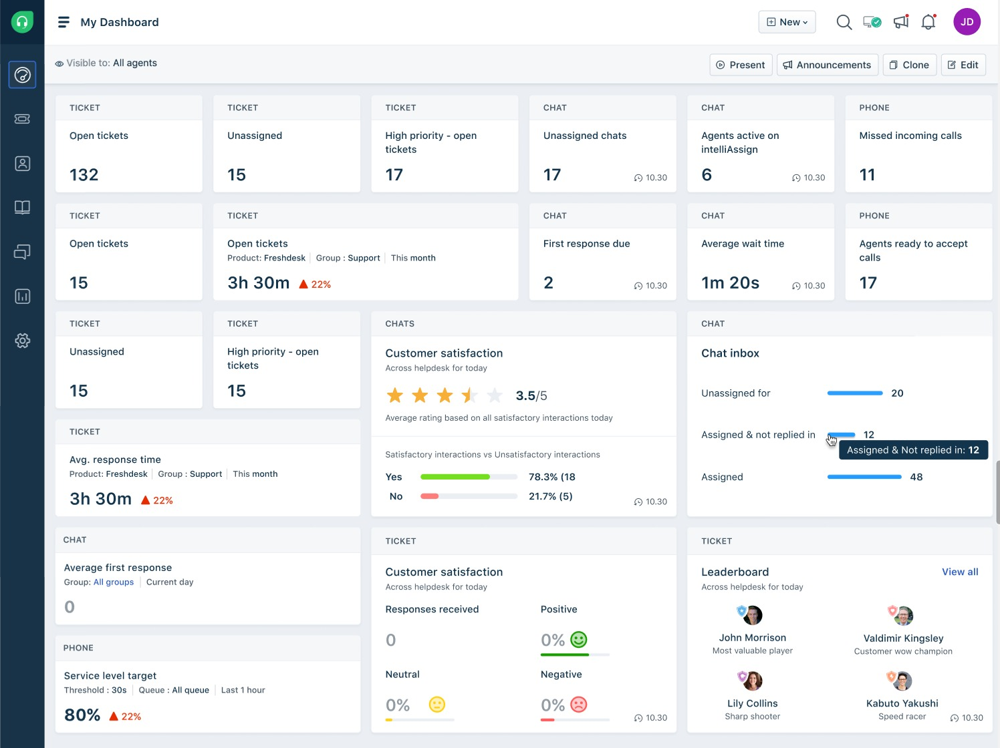 My Dashboard
New
JD
Visible to: All agents
Present
Announcements
Clone
Edit
TICKET
Open tickets
132
TICKET
Unassigned
15
TICKET
High priority - open
tickets
17
CHAT
Unassigned chats
17
10.30
CHAT
Agents active on
intelliAssign
6
10.30
PHONE
Missed incoming calls
11
TICKET
Open tickets
15
TICKET
Open tickets
Product: Freshdesk Group : Support This month
3h 30m 22%
CHAT
First response due
2
10.30
CHAT
Average wait time
1m 20s
10.30
PHONE
Agents ready to accept
calls
17
TICKET
Unassigned
15
TICKET
High priority - open
tickets
15
CHATS
Customer satisfaction
Across helpdesk for today
3.5/5
Average rating based on all satisfactory interactions today
Satisfactory interactions vs Unsatisfactory interactions
Yes 78.3% (18
No 21.7% (5)
10.30
CHAT
Chat inbox
Unassigned for 20
Assigned & not replied in 12
Assigned & Not replied in: 12
Assigned 48
TICKET
Avg. response time
Product: Freshdesk Group : Support This month
3h 30m 22%
CHAT
Average first response
Group: All groups Current day
0
PHONE
Service level target
Threshold : 30s Queue : All queue Last 1 hour
80% 22%
TICKET
Customer satisfaction
Across helpdesk for today
Responses received
0
Positive
0%
Neutral
0%
Negative
0%
10.30
TICKET
Leaderboard
View all
Across helpdesk for today
John Morrison
Most valuable player
Valdimir Kingsley
Customer wow champion
Lily Collins
Sharp shooter
Kabuto Yakushi
Speed racer
10.30